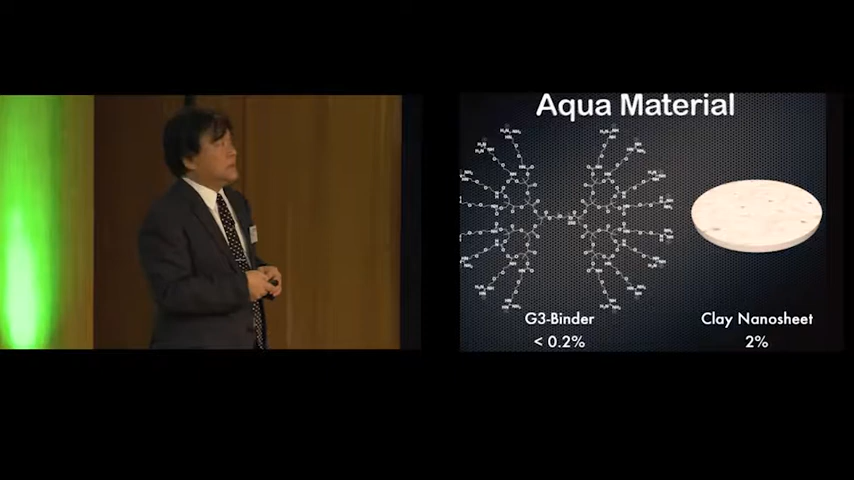 Aqua Material
G3-Binder
< 0.2%
Clay Nanosheet
2%